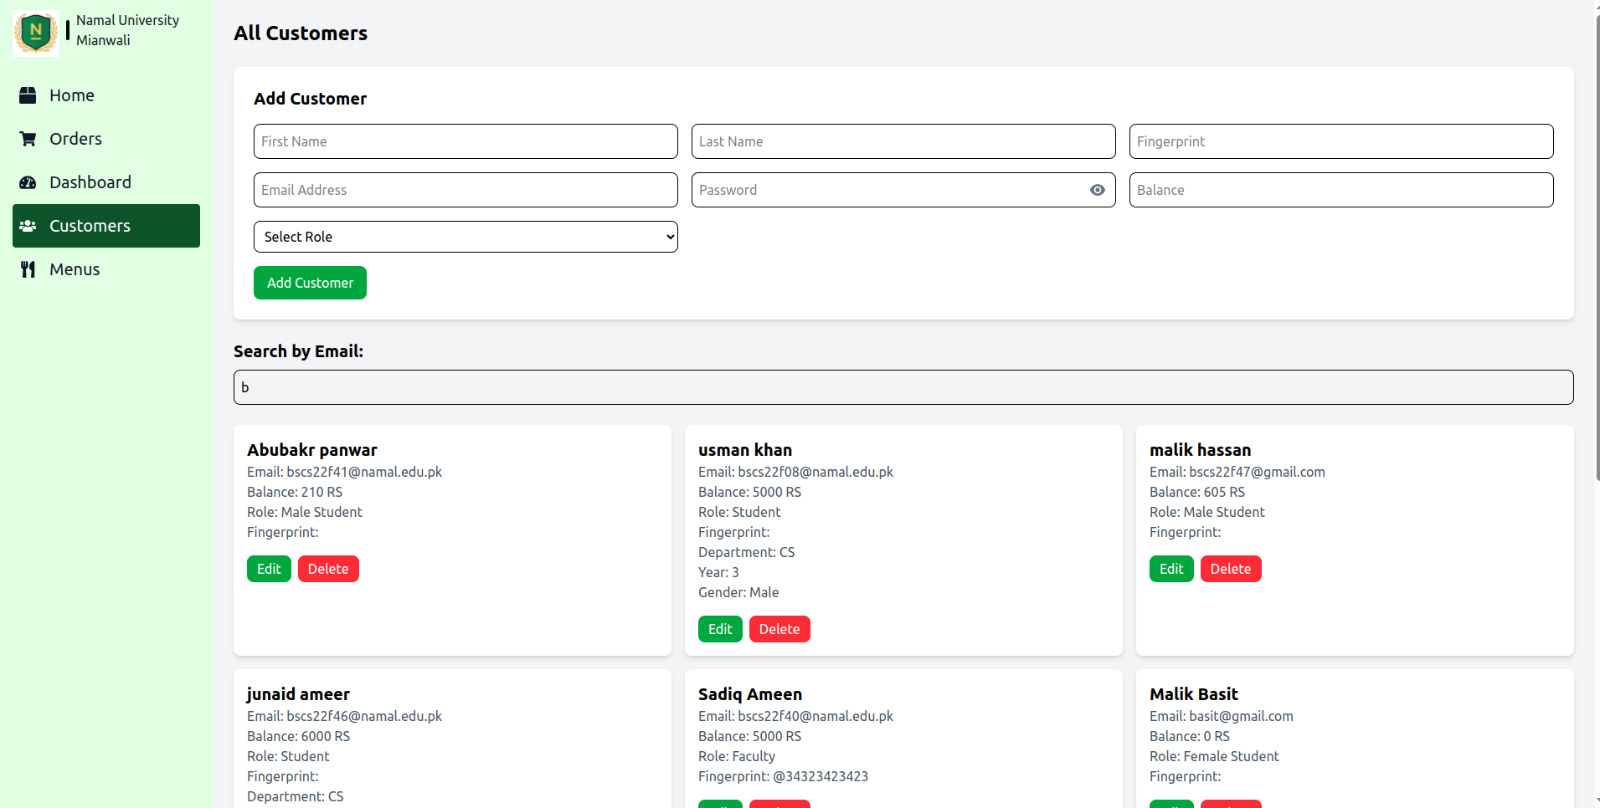 Namal University
Mianwali
Home
Orders
Dashboard
Customers
Menus
All Customers
Add Customer
First Name
Last Name
Fingerprint
Email Address
Password
Balance
Select Role
Add Customer
Search by Email:
b
Abubakr panwar
Email: bscs22f41@namal.edu.pk
Balance: 210 RS
Role: Male Student
Fingerprint:
Edit
Delete
usman khan
Email: bscs22f08@namal.edu.pk
Balance: 5000 RS
Role: Student
Fingerprint:
Department: CS
Year: 3
Gender: Male
Edit
Delete
malik hassan
Email: bscs22f47@gmail.com
Balance: 605 RS
Role: Male Student
Fingerprint:
Edit
Delete
junaid ameer
Email: bscs22f46@namal.edu.pk
Balance: 6000 RS
Role: Student
Fingerprint:
Department: CS
Sadiq Ameen
Email: bscs22f40@namal.edu.pk
Balance: 5000 RS
Role: Faculty
Fingerprint: @34323423423
Malik Basit
Email: basit@gmail.com
Balance: 0 RS
Role: Female Student
Fingerprint: